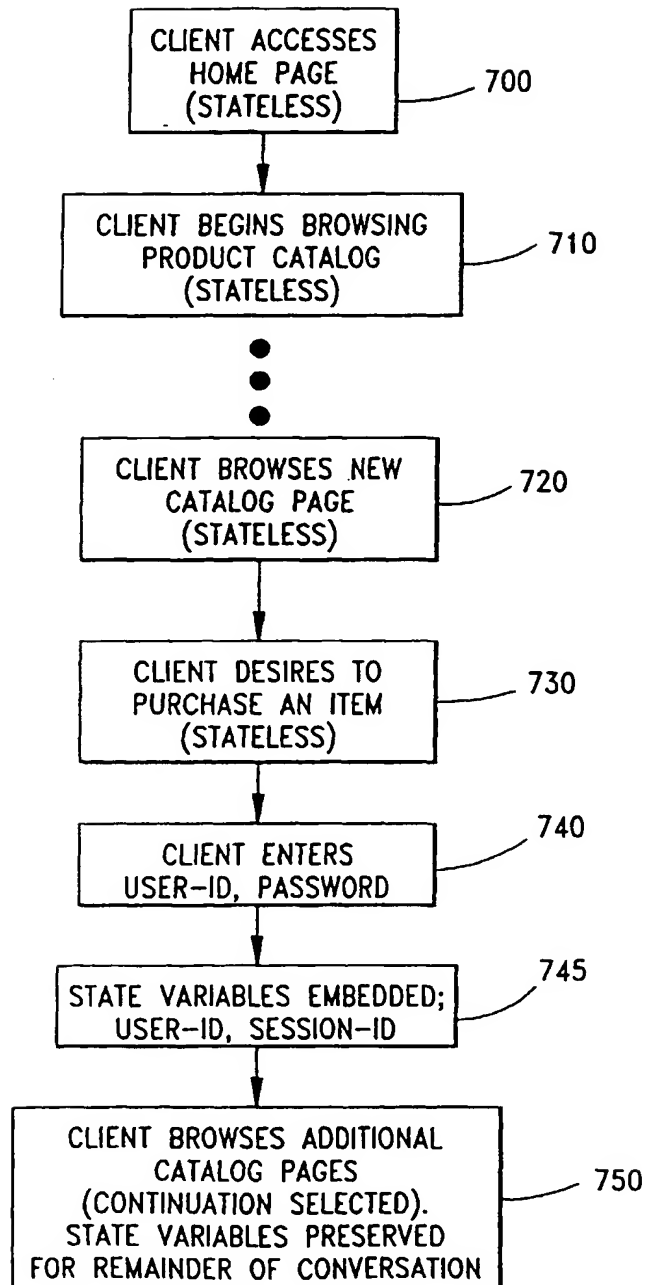 CLIENT ACCESSES
HOME PAGE
(STATELESS)
700
CLIENT BEGINS BROWSING
PRODUCT CATALOG
(STATELESS)
710
CLIENT BROWSES NEW
CATALOG PAGE
(STATELESS)
720
CLIENT DESIRES TO
PURCHASE AN ITEM
(STATELESS)
730
CLIENT ENTERS
USER-ID, PASSWORD
740
STATE VARIABLES EMBEDDED;
USER-ID, SESSION-ID
745
CLIENT BROWSES ADDITIONAL
CATALOG PAGES
(CONTINUATION SELECTED).
STATE VARIABLES PRESERVED
FOR REMAINDER OF CONVERSATION
750